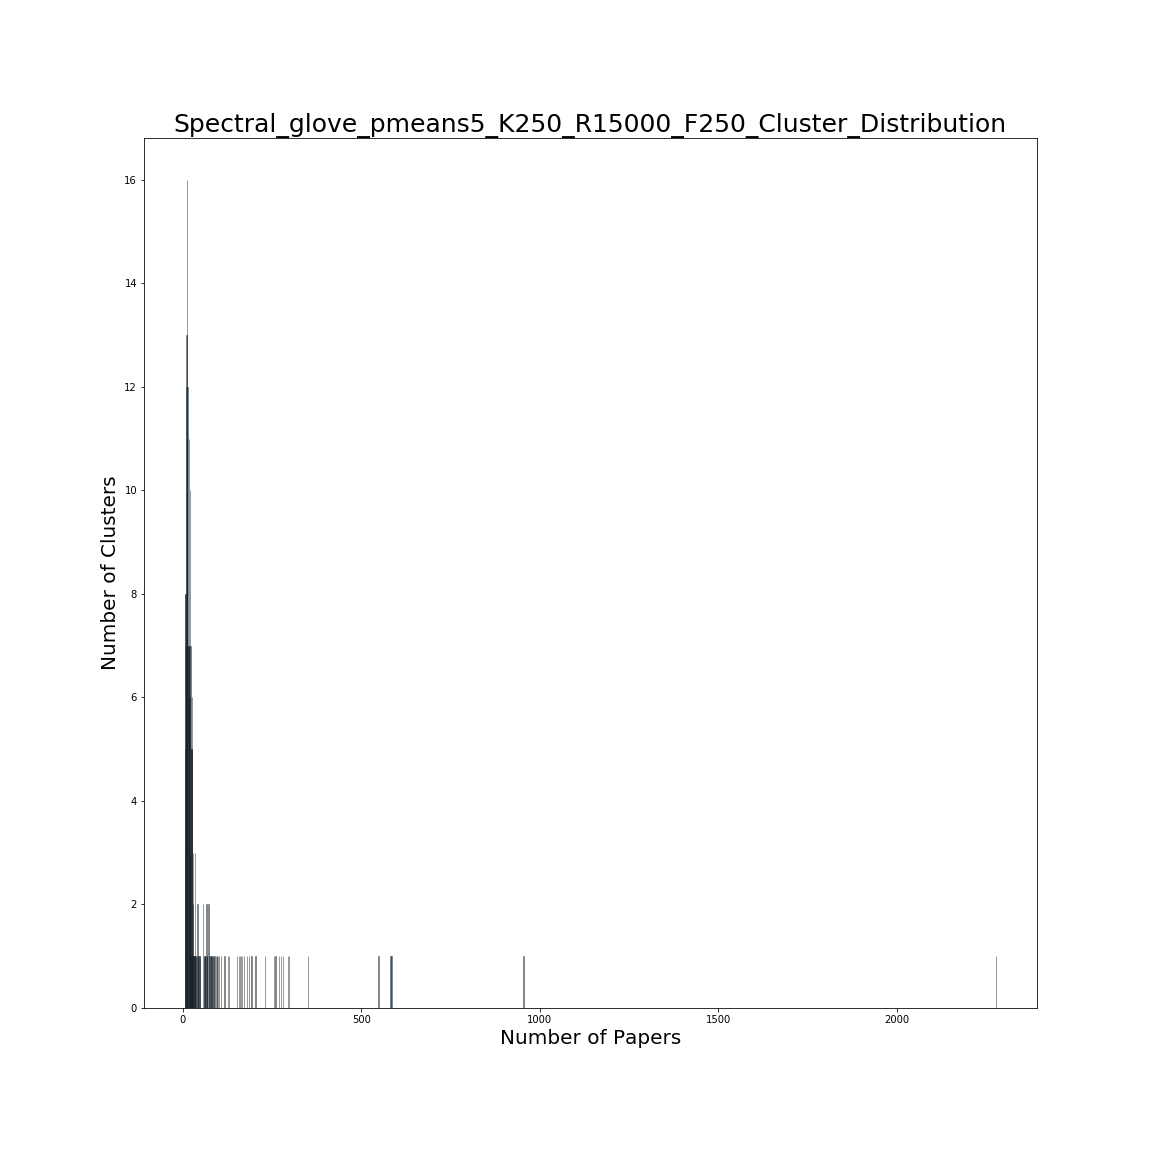 Spectral_glove_pmeans5_K250_R15000_F250_Cluster_Distribution
16
14
12
10
8
6
4
2
0
Number of Clusters
0 500 1000 1500 2000
Number of Papers